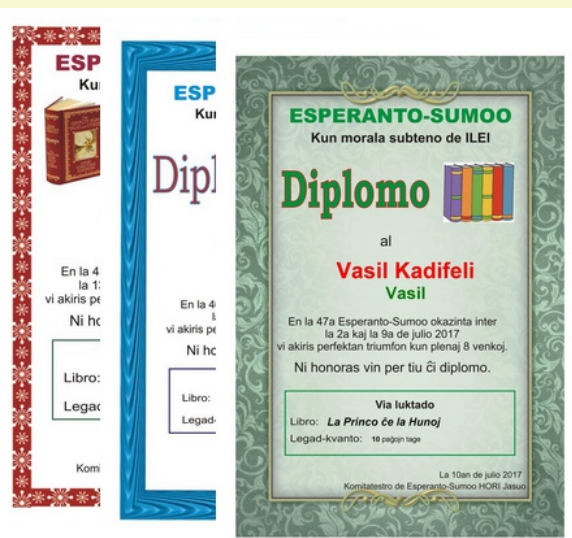 ESP
Ku
En la 4
la 1
vi akiris pe
Ni ho
Libro:
Legad
Kom
ESP
Kun
Dipl
En la 4
vi akiris pe
Ni ho
Libro:
Legad-
ESPERANTO-SUMOO
Kun morala subteno de ILEI
Diplomo
al
Vasil Kadifeli
Vasil
En la 47a Esperanto-Sumoo okazinta inter
la 2a kaj la 9a de julio 2017
vi akiris perfektan triumfon kun plenaj 8 venkoj.
Ni honoras vin per tiu ĉi diplomo.
Via luktado
Libro: La Princo ĉe la Hunoj
Legad-kvanto: 10 paĝojn tage
La 10an de julio 2017
Komitatestro de Esperanto-Sumoo HORI Jasuo